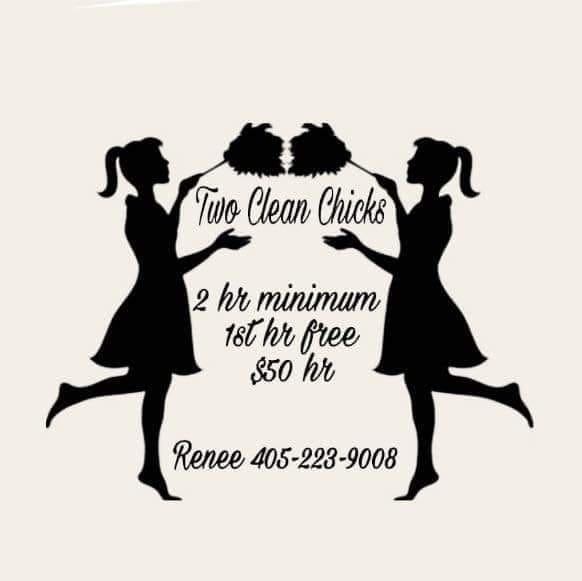 Two Clean Chicks
2 hr minimum
1st hr free
$50 hr
Renee 405-223-9008